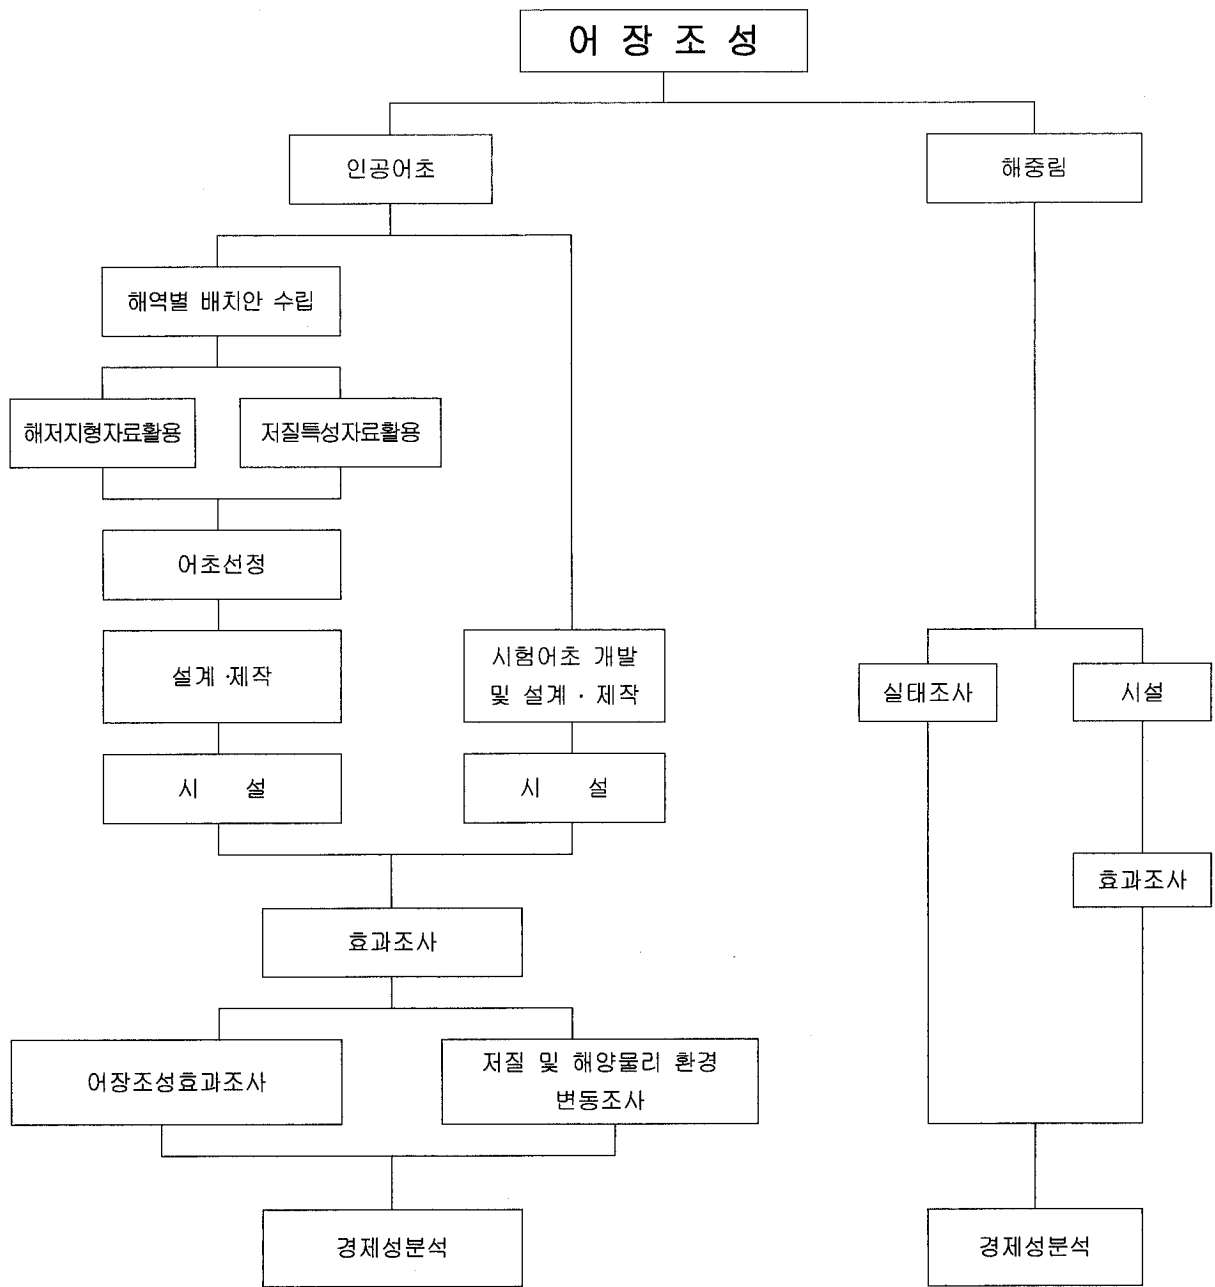 어 장 조 성
인공어초
해중림
해역별 배치안 수립
해저지형자료활용
저질특성자료활용
어초선정
설계 ·제작
시험어초 개발
및 설계 · 제작
실태조사
시설
시 설
시 설
효과조사
효과조사
어장조성효과조사
저질 및 해양물리 환경
변동조사
경제성분석
경제성분석